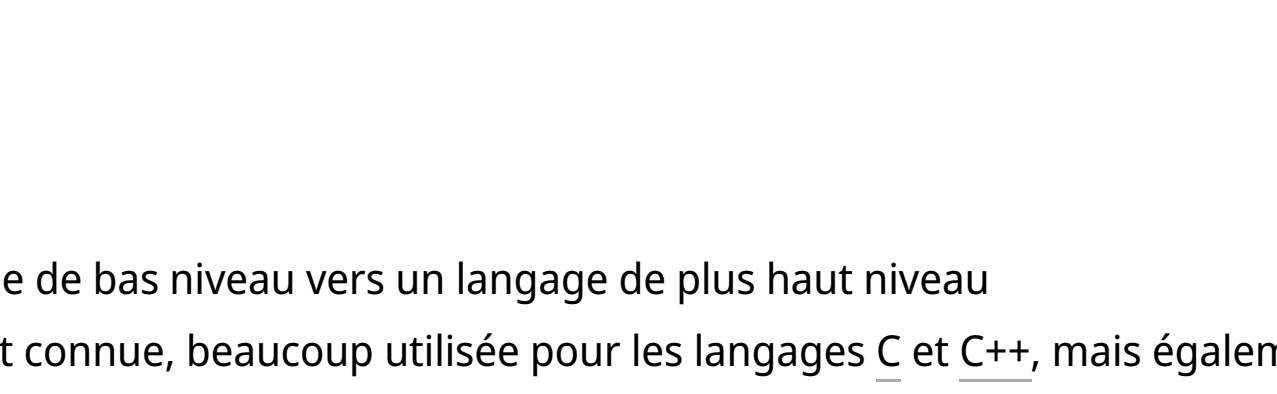 e de bas niveau vers un langage de plus haut niveau
t connue, beaucoup utilisée pour les langages C et C++, mais égalem